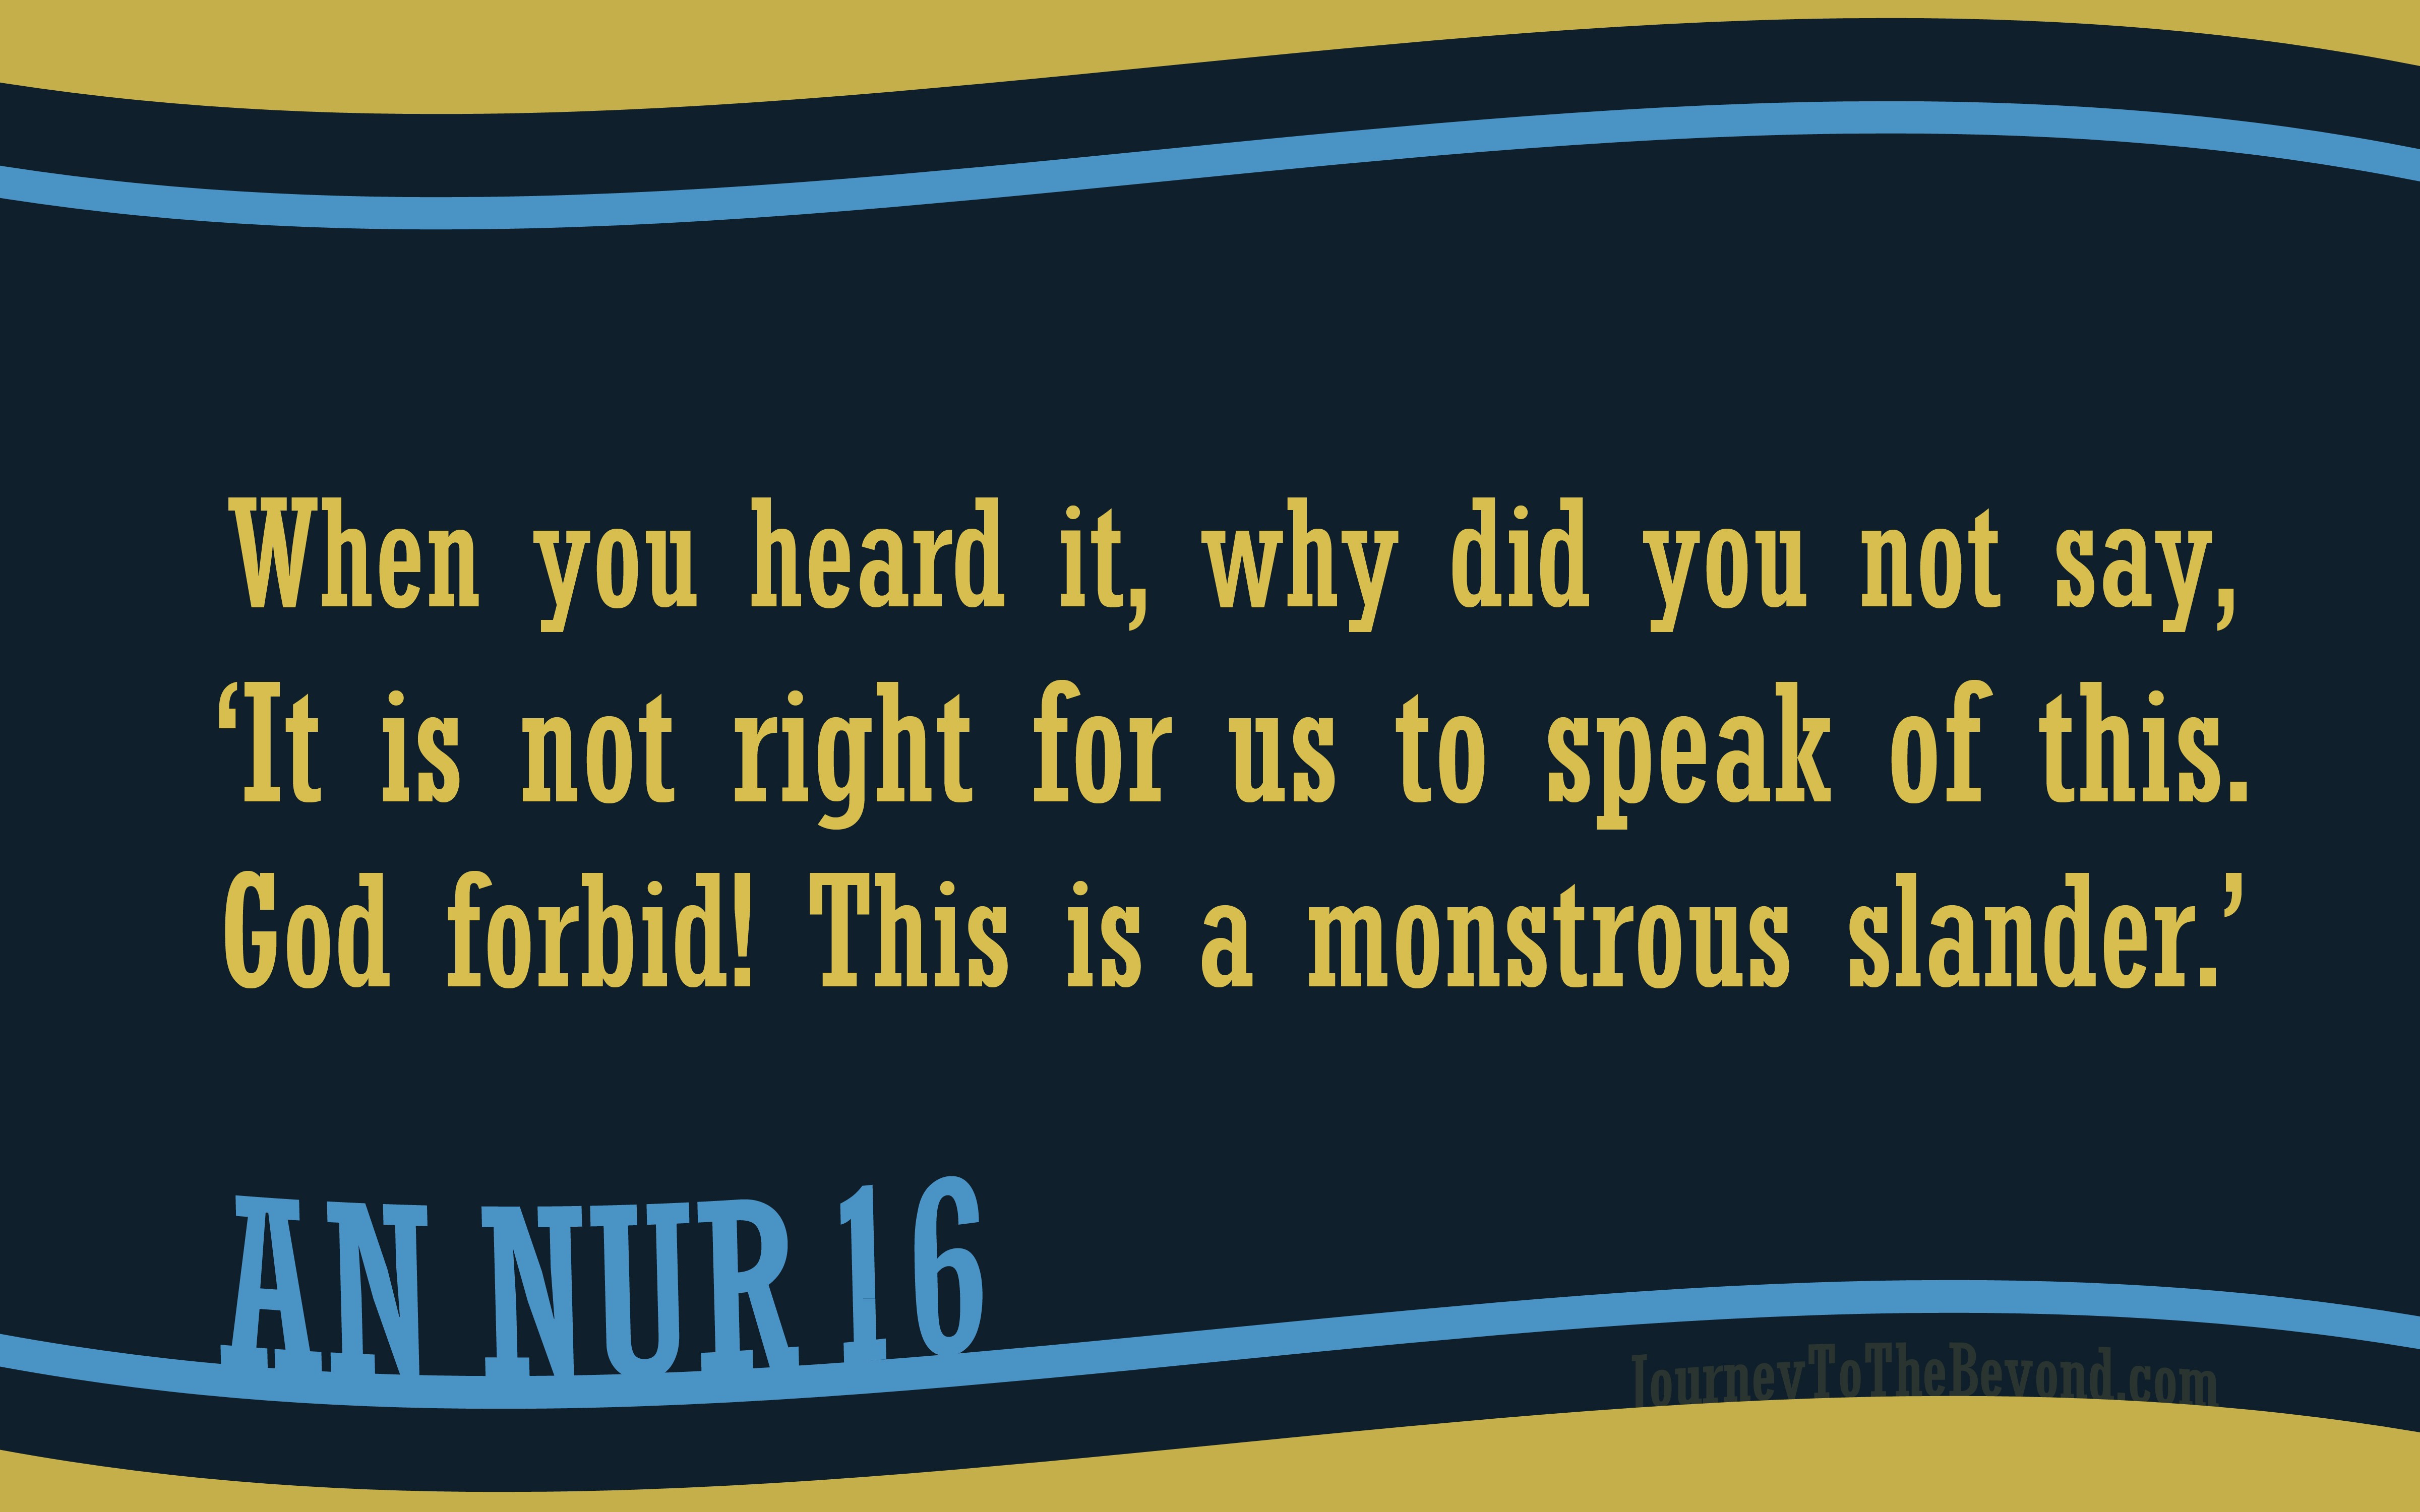 When you heard it, why did you not say,
‘It is not right for us to speak of this.
God forbid! This is a monstrous slander.’
AN NUR 16
JourneyToTheBeyond.com